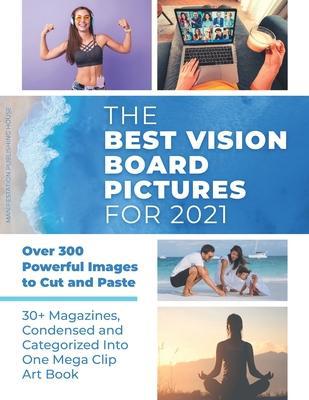 THE
BEST VISION
BOARD
PICTURES
FOR 2021
MANIFESTATION PUBLISHING HOUSE
Over 300
Powerful Images
to Cut and Paste
30+ Magazines,
Condensed and
Categorized Into
One Mega Clip
Art Book